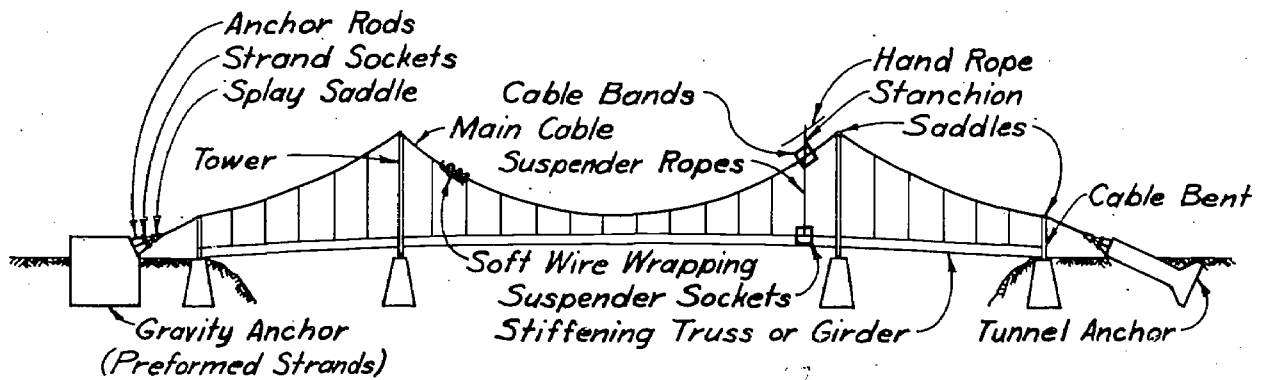 Anchor Rods
Strand Sockets
Splay Saddle
Main Cable
Tower
Cable Bands
Suspender Ropes
Hand Rope
Stanchion
Saddles
Cable Bent
Soft Wire Wrapping
Suspender Sockets
Stiffening Truss or Girder
Gravity Anchor
(Preformed Strands)
Tunnel Anchor